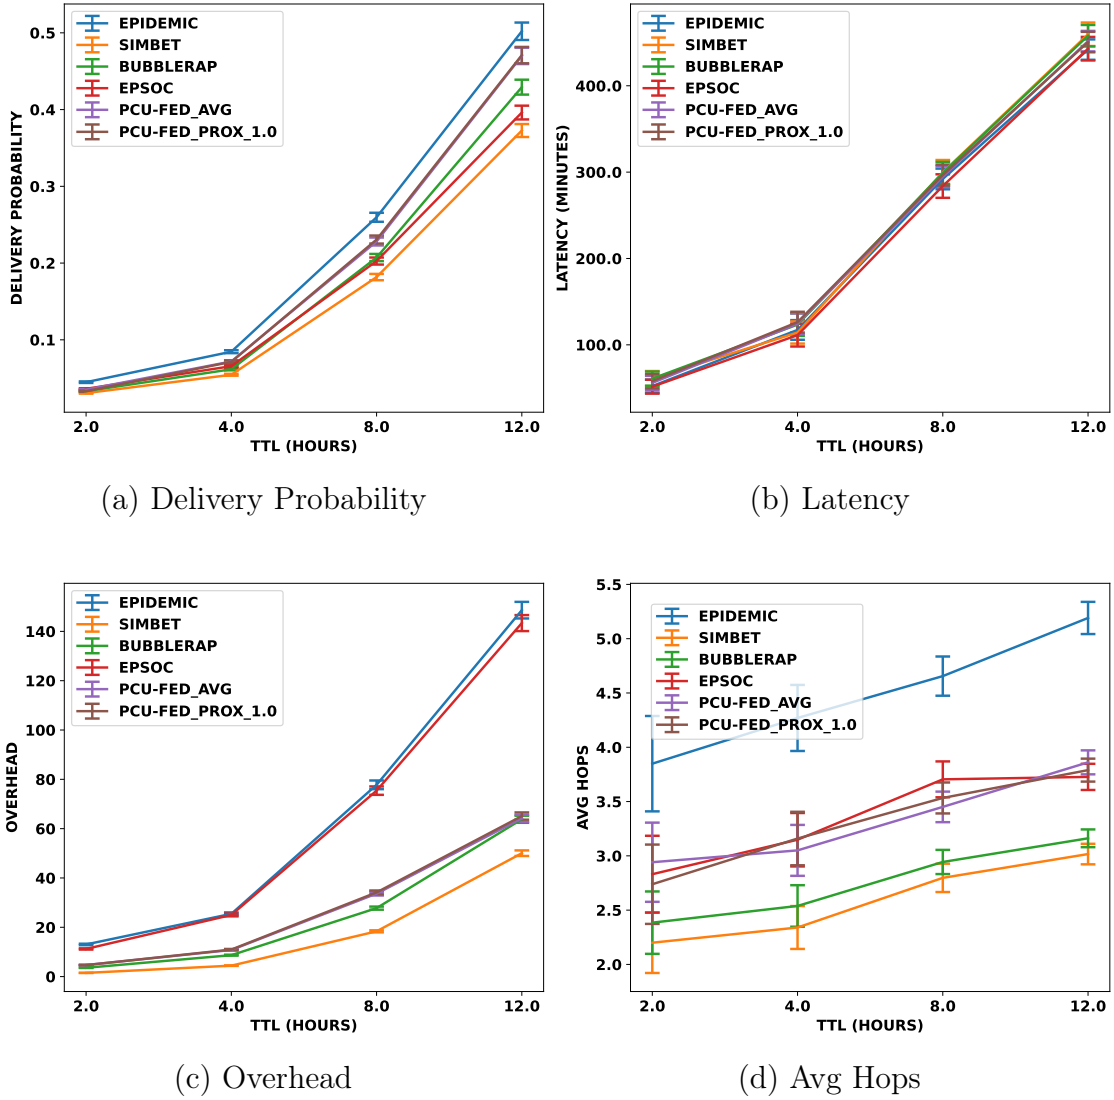 EPIDEMIC
SIMBET
BUBBLERAP
EPSOC
PCU-FED_AVG
PCU-FED_PROX_1.0
0.5
0.4
0.3
0.2
0.1
DELIVERY PROBABILITY
2.0 4.0 8.0 12.0
TTL (HOURS)
(a) Delivery Probability
EPIDEMIC
SIMBET
BUBBLERAP
EPSOC
PCU-FED_AVG
PCU-FED_PROX_1.0
400.0
300.0
200.0
100.0
LATENCY (MINUTES)
2.0 4.0 8.0 12.0
TTL (HOURS)
(b) Latency
EPIDEMIC
SIMBET
BUBBLERAP
EPSOC
PCU-FED_AVG
PCU-FED_PROX_1.0
140
120
100
80
60
40
20
0
OVERHEAD
2.0 4.0 8.0 12.0
TTL (HOURS)
(c) Overhead
EPIDEMIC
SIMBET
BUBBLERAP
EPSOC
PCU-FED_AVG
PCU-FED_PROX_1.0
5.5
5.0
4.5
4.0
3.5
3.0
2.5
2.0
AVG HOPS
2.0 4.0 8.0 12.0
TTL (HOURS)
(d) Avg Hops